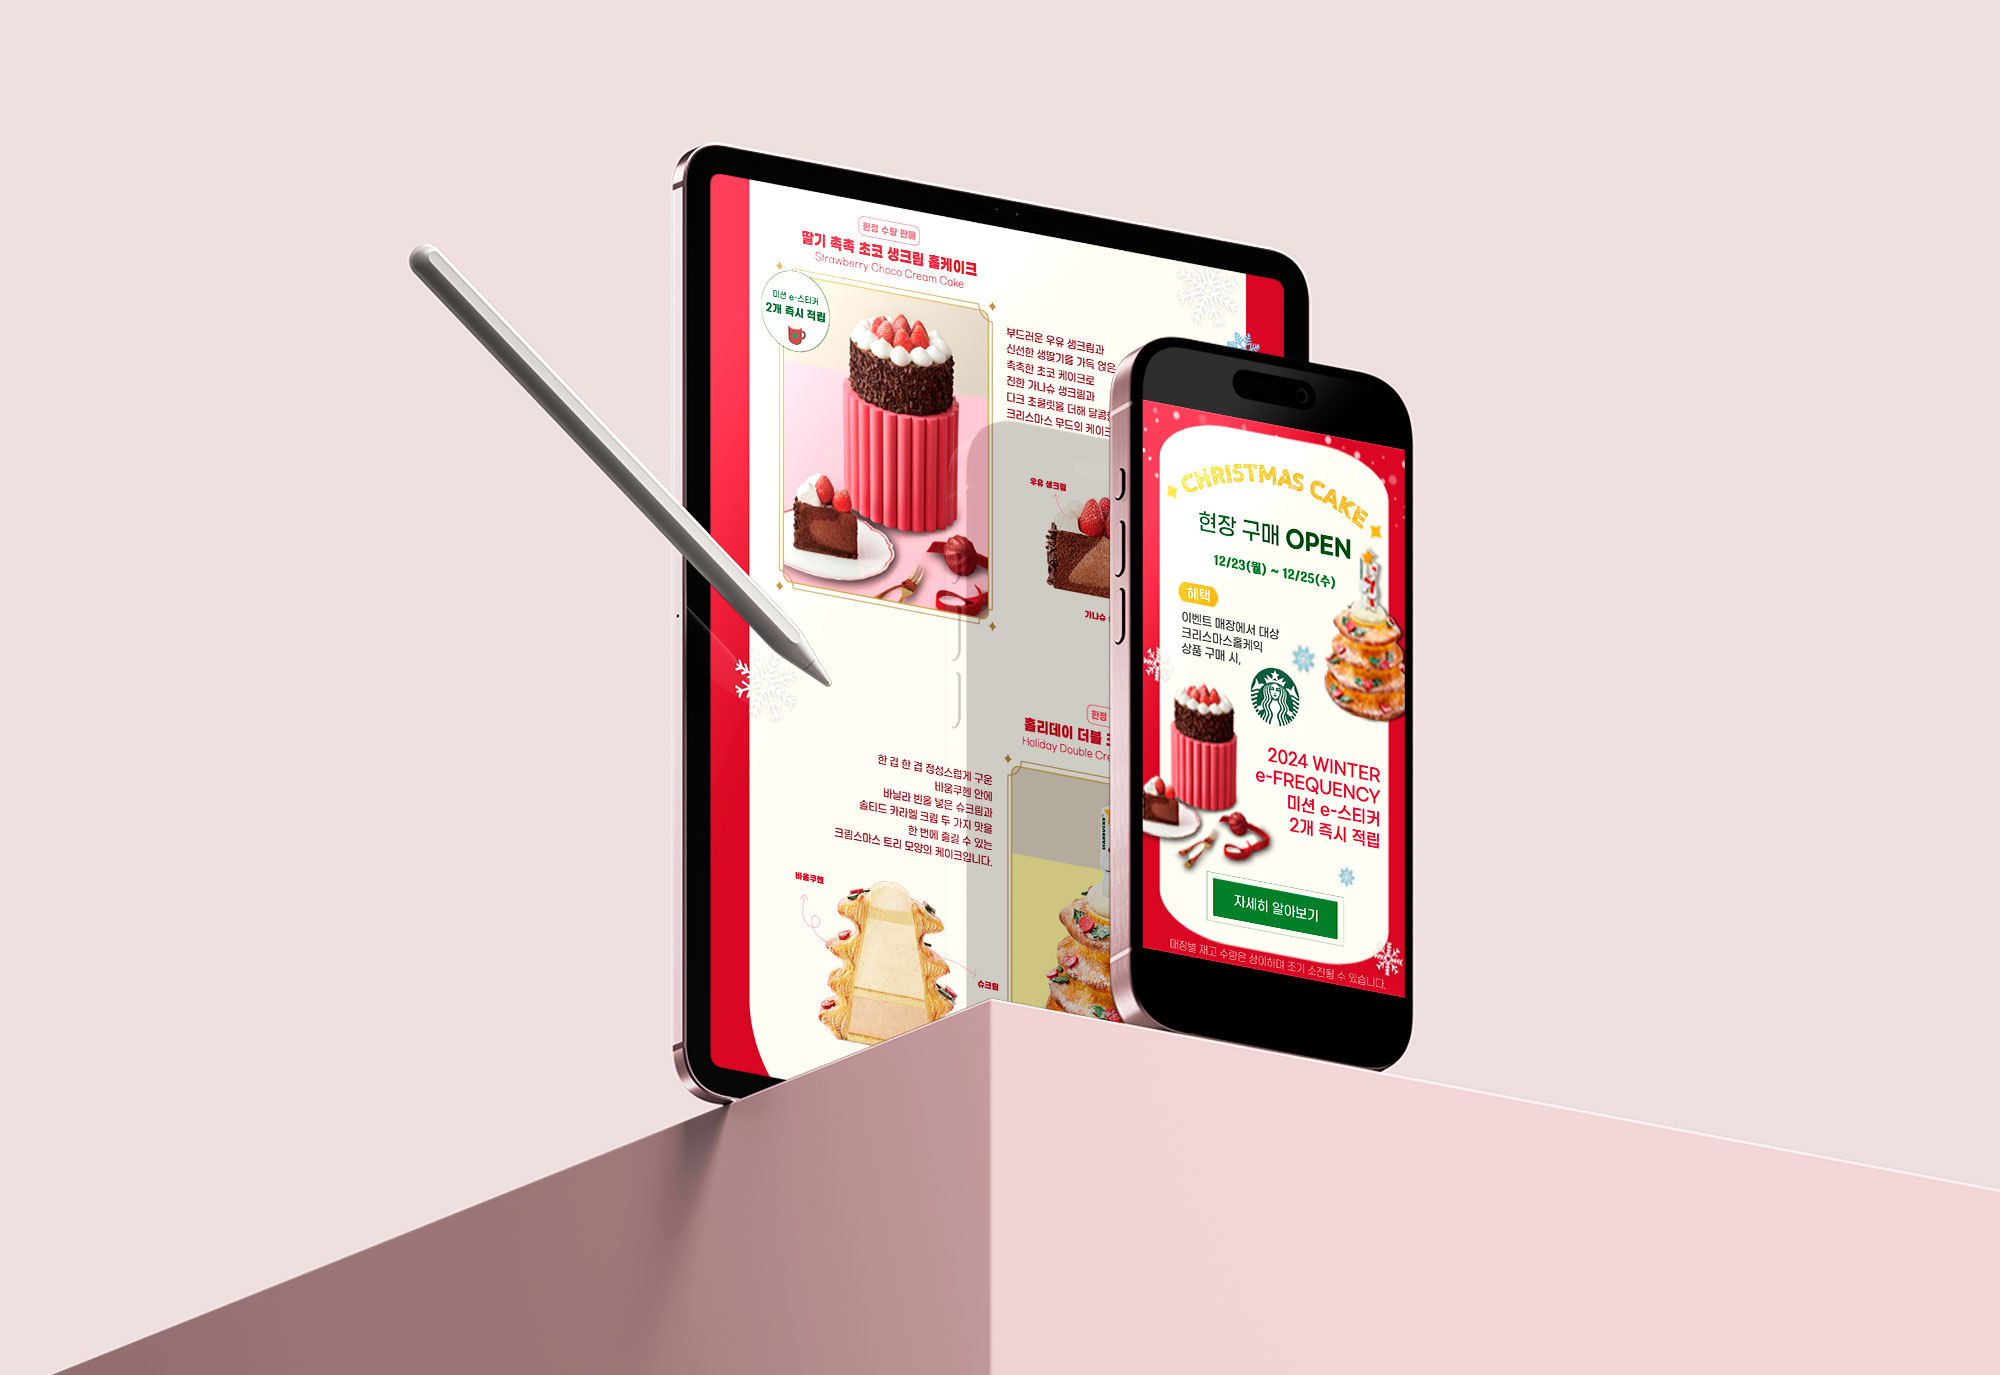 한정 수량 판매
딸기 촉촉 초코 생크림 홀케이크
Strawberry Choco Cream Cake
미션 e-스티커
2개 즉시 적립
부드러운 우유 생크림과
신선한 생딸기을 가득 얹은
촉촉한 초코 케이크로
진한 가나슈 생크림과
다크 초콜릿을 더해 달콤한
크리스마스 무드의 케이크
우유 생크림
가나슈
한정
홀리데이 더블
Holiday Double Cre
한 겹 한 겹 정성스럽게 구운
바움쿠헨 안에
바닐라 빈을 넣은 슈크림과
솔티드 카라멜 크림 두 가지 맛을
한 번에 즐길 수 있는
크림스마스 트리 모양의 케이크입니다.
바움쿠헨
슈크림
STARBUCKS
CHRISTMAS CAKE
현장 구매 OPEN
12/23(월) ~ 12/25(수)
혜택
이벤트 매장에서 대상
크리스마스홀케익
상품 구매 시,
2024 WINTER
e-FREQUENCY
미션 e-스티커
2개 즉시 적립
자세히 알아보기
매장별 재고 수량은 상이하며 조기 소진될 수 있습니다.